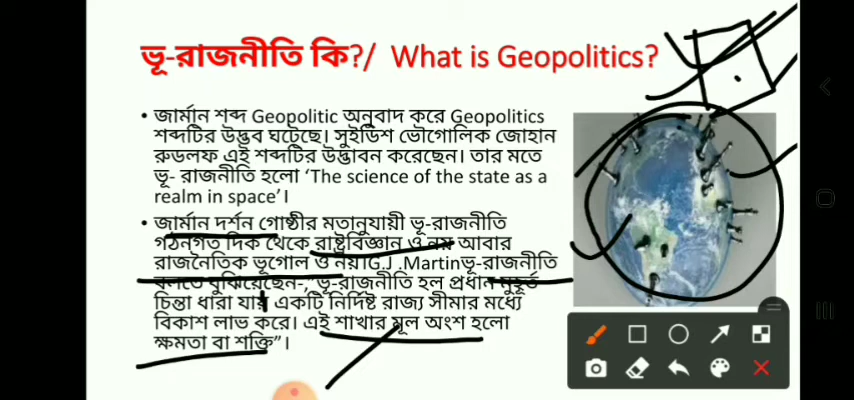 ভূ-রাজনীতি কি?/ What is Geopolitics?
• জার্মান শব্দ Geopolitic অনুবাদ করে Geopolitics
শব্দটির উদ্ভব ঘটেছে। সুইডিশ ভৌগোলিক জোহান
রুডলফ এই শব্দটির উদ্ভাবন করেছেন। তার মতে
ভূ- রাজনীতি হলো ‘The science of the state as a
realm in space’।
• জার্মান দর্শন গোষ্ঠীর মতানুযায়ী ভূ-রাজনীতি
গঠনগত দিক থেকে রাষ্ট্রবিজ্ঞান ও নয় আবার
রাজনৈতিক ভূগোল ও নয়।G.J .Martinভূ-রাজনীতি
বলতে বুঝিয়েছেন-,”ভূ-রাজনীতি হল প্রধান মুহূর্ত
চিন্তা ধারা যা একটি নির্দিষ্ট রাজ্য সীমার মধ্যে
বিকাশ লাভ করে। এই শাখার মূল অংশ হলো
ক্ষমতা বা শক্তি”।